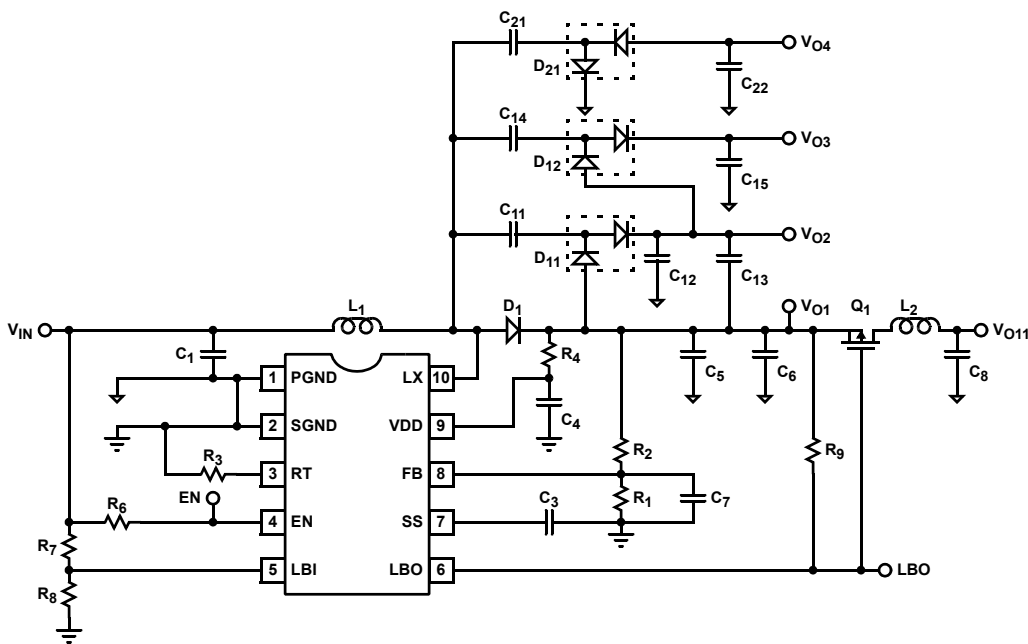 C21
VO4
D21
C22
C14
VO3
D12
C15
C11
VO2
D11
C12
C13
VIN
L1
D1
VO1
Q1
L2
VO11
C1
R4
C5
C6
C8
1 PGND
LX 10
C4
2 SGND
VDD 9
R3
R2
R9
3 RT
FB 8
EN
R1
C7
R6
C3
4 EN
SS 7
R7
5 LBI
LBO 6
LBO
R8